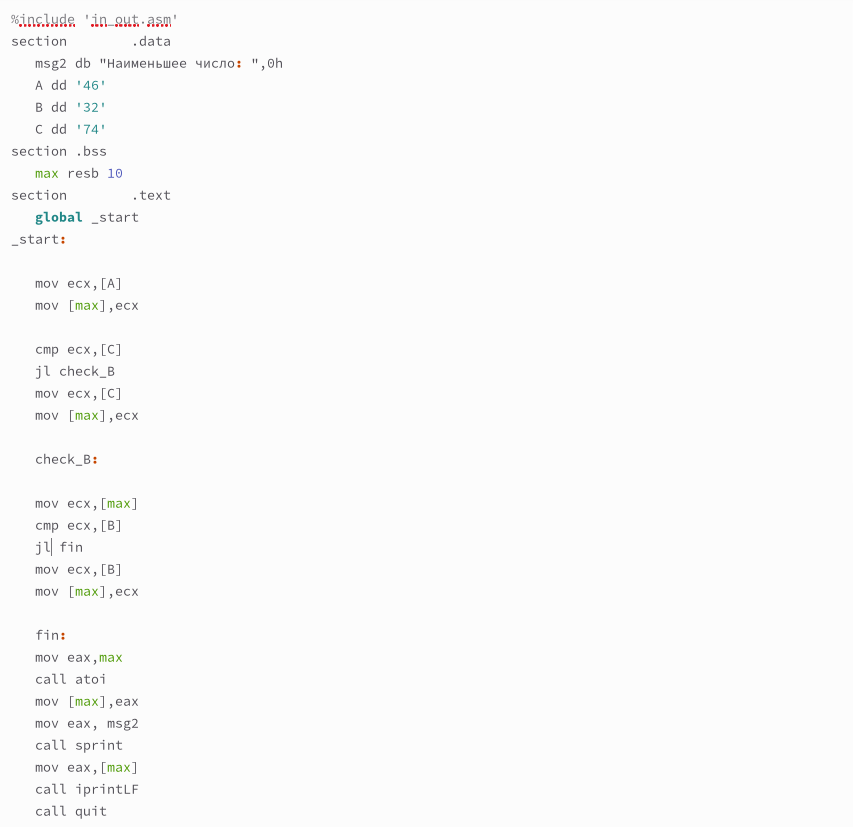 %include 'in_out.asm'
section        .data
   msg2 db "Наименьшее число: ",0h
   A dd '46'
   B dd '32'
   C dd '74'
section .bss
   max resb 10
section        .text
   global _start
_start:
   mov ecx,[A]
   mov [max],ecx
   cmp ecx,[C]
   jl check_B
   mov ecx,[C]
   mov [max],ecx
   check_B:
   mov ecx,[max]
   cmp ecx,[B]
   jl fin
   mov ecx,[B]
   mov [max],ecx
   fin:
   mov eax,max
   call atoi
   mov [max],eax
   mov eax, msg2
   call sprint
   mov eax,[max]
   call iprintLF
   call quit